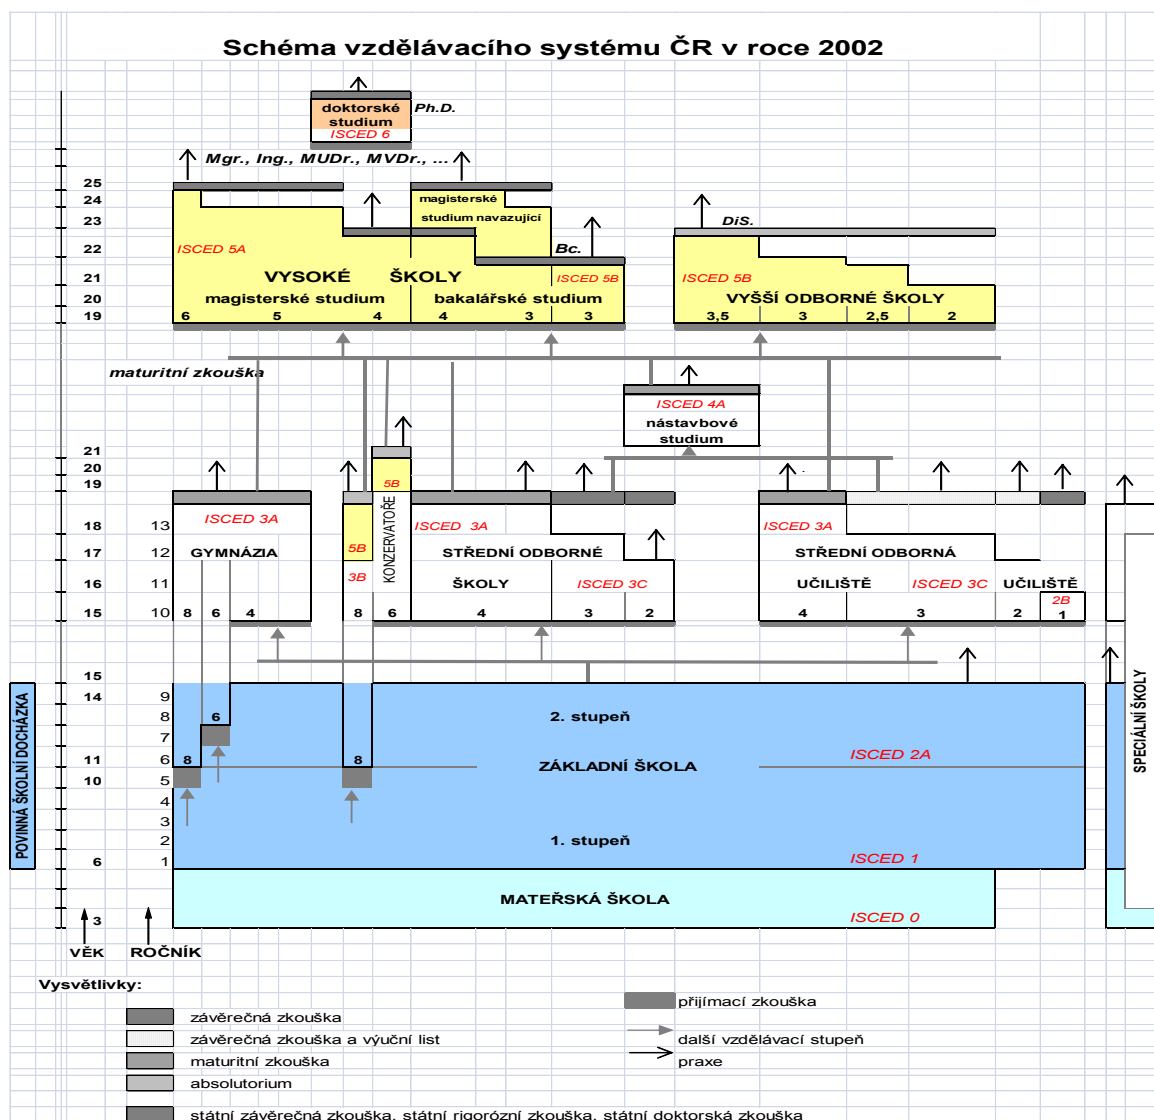 Schéma vzdělávacího systému ČR v roce 2002
doktorské
studium
Ph.D.
ISCED 6
Mgr., Ing., MUDr., MVDr., ...
25
24
23
22
21
20
19
magisterské
studium navazující
Bc.
DiS.
ISCED 5A
ISCED 5B
ISCED 5B
VYSOKÉ ŠKOLY
magisterské studium
bakalářské studium
VYŠŠÍ ODBORNÉ ŠKOLY
6 5 4 4 3 3
3,5 3 2,5 2
maturitní zkouška
ISCED 4A
nástavbové
studium
21
20
19
18
17
16
15
13
12
11
10
ISCED 3A
GYMNÁZIA
8 6 4
5B
3B
8
5B
KONZERVATOŘE
6
ISCED 3A
STŘEDNÍ ODBORNÉ
ŠKOLY
ISCED 3C
4 3 2
ISCED 3A
STŘEDNÍ ODBORNÁ
UČILIŠTĚ
ISCED 3C
UČILIŠTĚ
2B
4 3 2 1
15
14
11
10
6
3
9
8
7
6
5
4
3
2
1
POVINNÁ ŠKOLNÍ DOCHÁZKA
6
8
8
2. stupeň
ISCED 2A
ZÁKLADNÍ ŠKOLA
1. stupeň
ISCED 1
MATEŘSKÁ ŠKOLA
ISCED 0
SPECIÁLNÍ ŠKOLY
VĚK
ROČNÍK
Vysvětlivky:
závěrečná zkouška
závěrečná zkouška a výuční list
maturitní zkouška
absolutorium
státní závěrečná zkouška, státní rigorózní zkouška, státní doktorská zkouška
přijímací zkouška
další vzdělávací stupeň
praxe